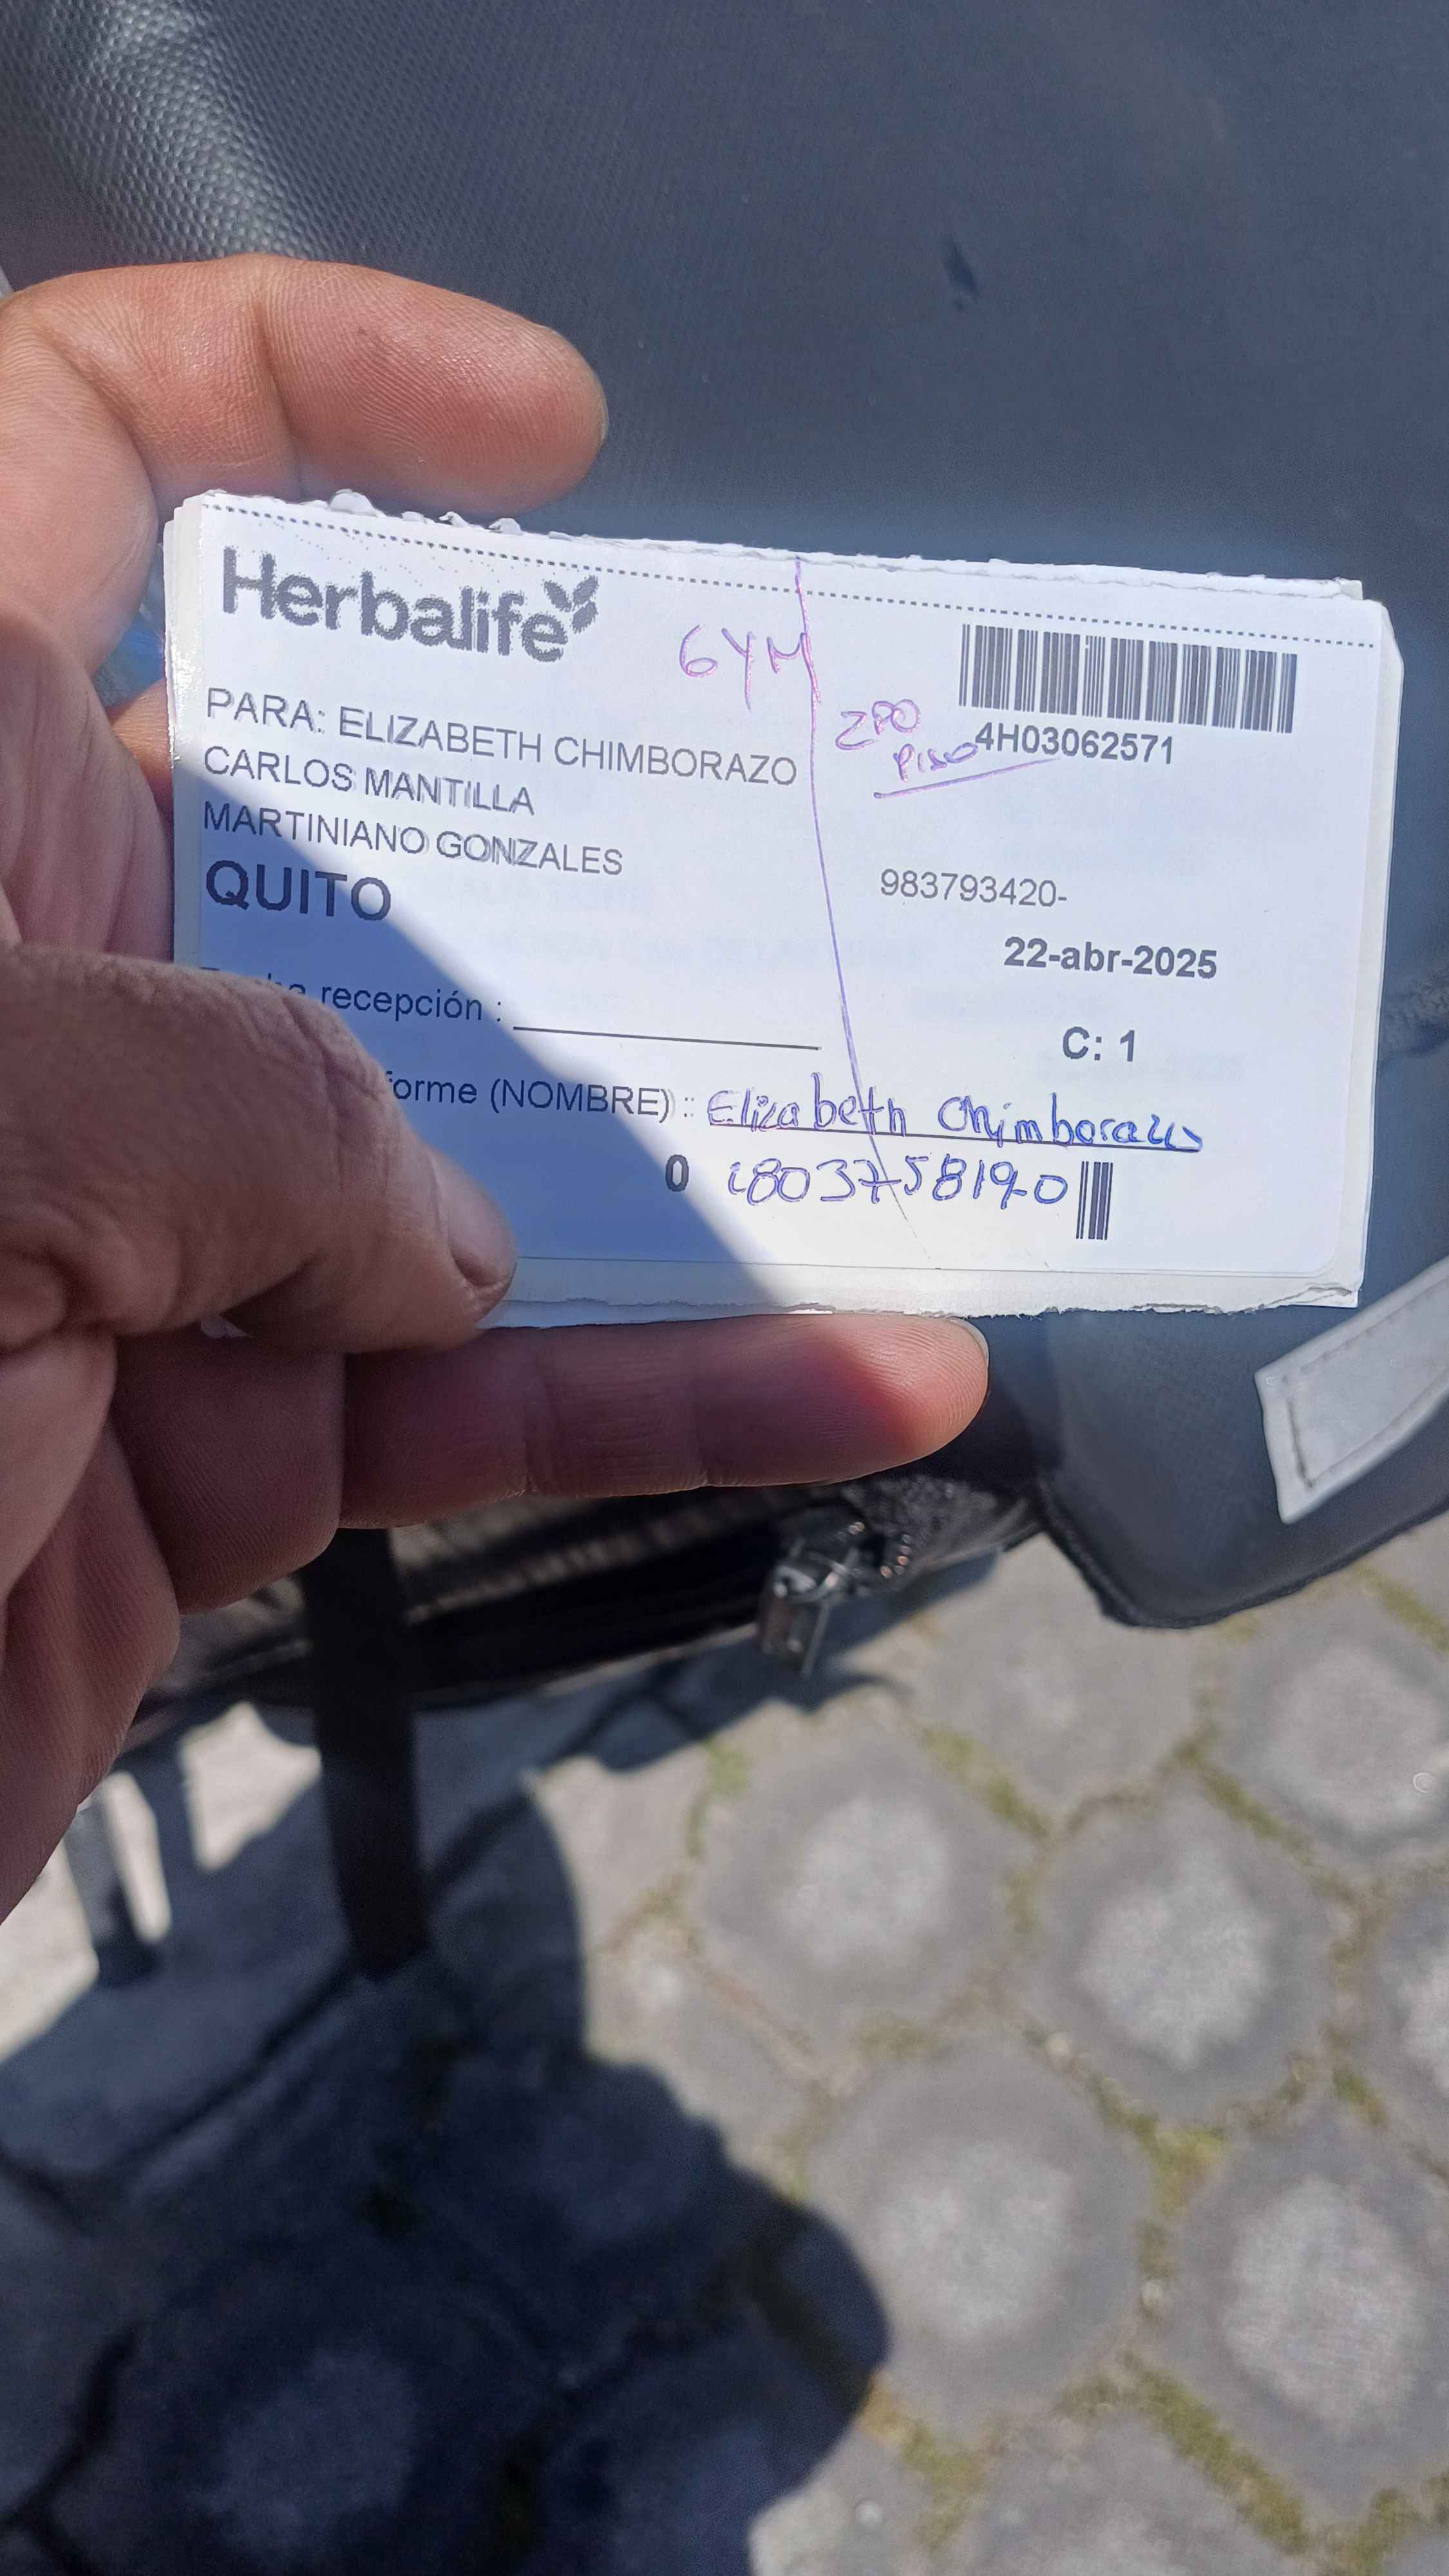 Herbalife
GYM
2DO
PISO
4H03062571
PARA: ELIZABETH CHIMBORAZO
CARLOS MANTILLA
MARTINIANO GONZALES
QUITO
983793420-
22-abr-2025
recepción :
C: 1
forme (NOMBRE) :: Elizabeth Chimborazo
0